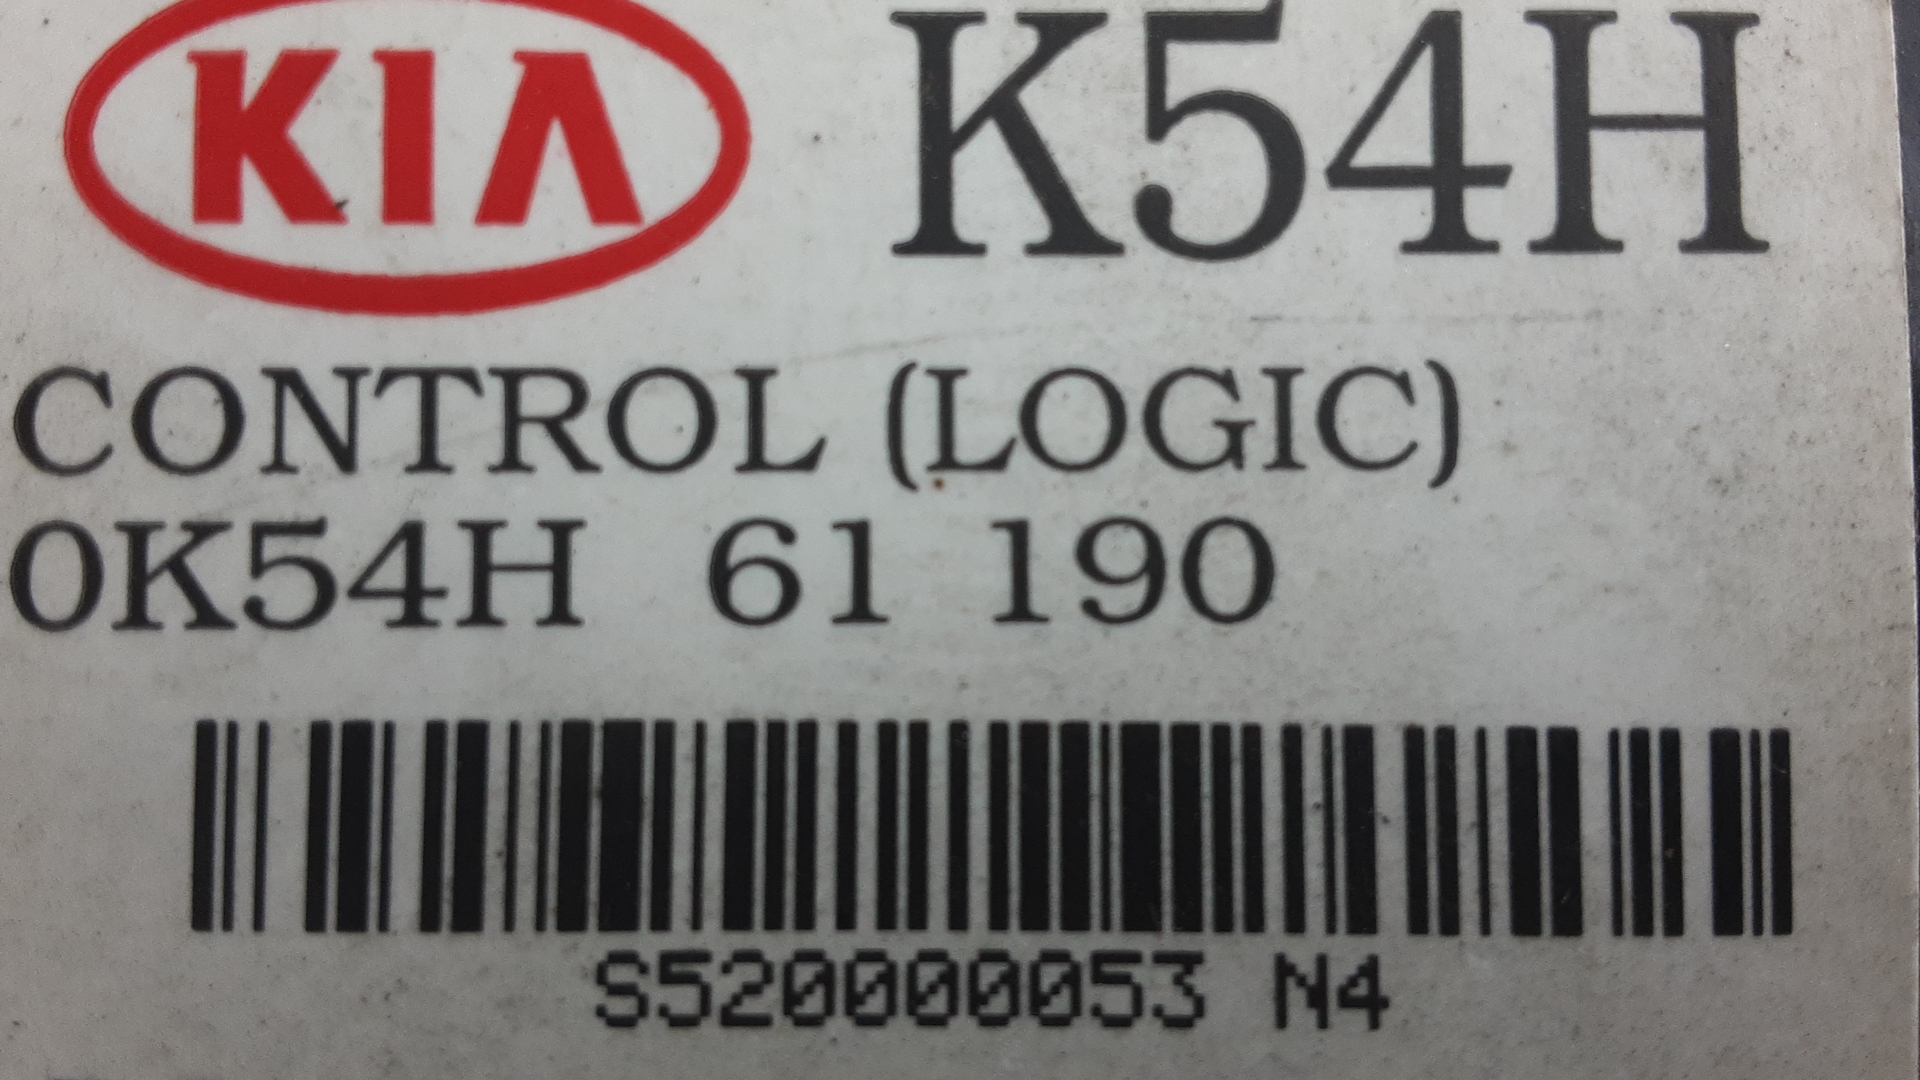 KIA K54H
CONTROL (LOGIC)
0K54H 61 190
S520000053 N4